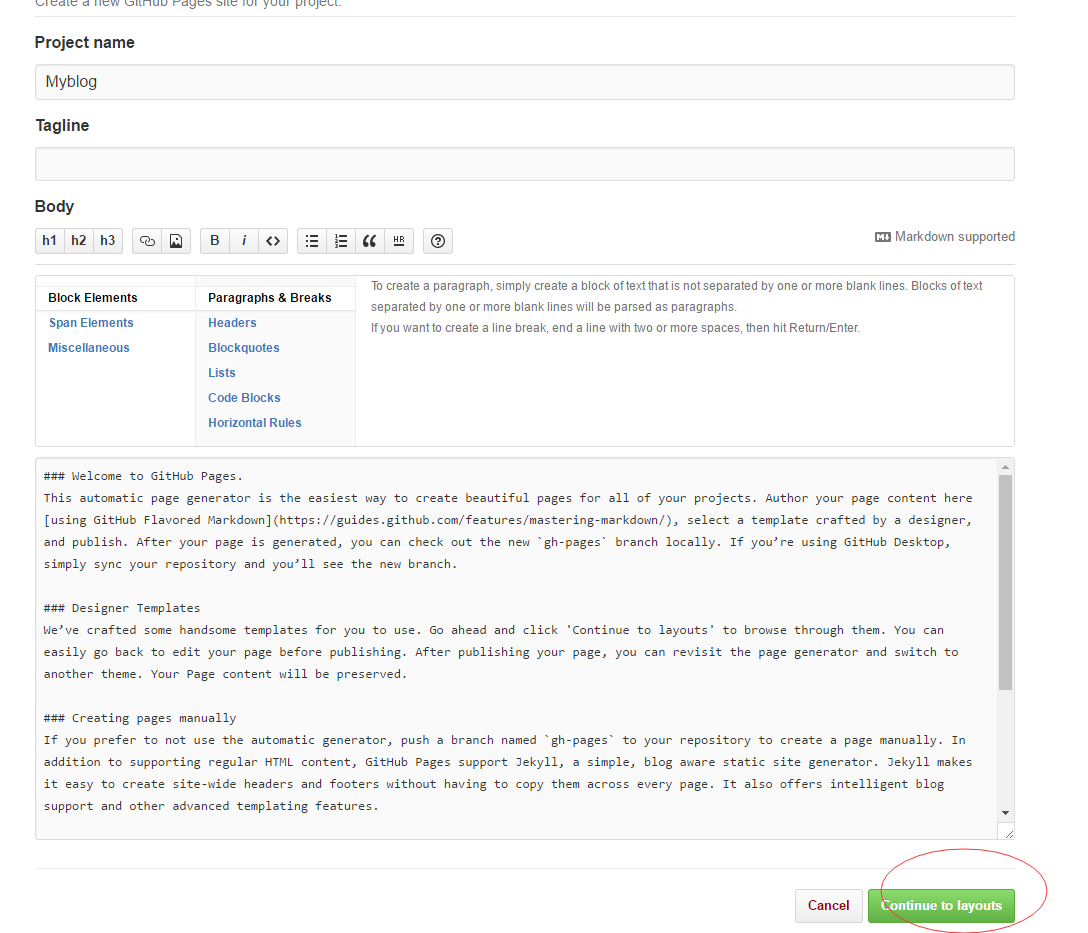 Create a new GitHub Pages site for your project.
Project name
Myblog
Tagline
Body
h1 h2 h3 B i <> HR ?
Markdown supported
Block Elements
Span Elements
Miscellaneous
Paragraphs & Breaks
Headers
Blockquotes
Lists
Code Blocks
Horizontal Rules
To create a paragraph, simply create a block of text that is not separated by one or more blank lines. Blocks of text
separated by one or more blank lines will be parsed as paragraphs.
If you want to create a line break, end a line with two or more spaces, then hit Return/Enter.
### Welcome to GitHub Pages.
This automatic page generator is the easiest way to create beautiful pages for all of your projects. Author your page content here
[using GitHub Flavored Markdown](https://guides.github.com/features/mastering-markdown/), select a template crafted by a designer,
and publish. After your page is generated, you can check out the new `gh-pages` branch locally. If you’re using GitHub Desktop,
simply sync your repository and you’ll see the new branch.
### Designer Templates
We’ve crafted some handsome templates for you to use. Go ahead and click 'Continue to layouts' to browse through them. You can
easily go back to edit your page before publishing. After publishing your page, you can revisit the page generator and switch to
another theme. Your Page content will be preserved.
### Creating pages manually
If you prefer to not use the automatic generator, push a branch named `gh-pages` to your repository to create a page manually. In
addition to supporting regular HTML content, GitHub Pages support Jekyll, a simple, blog aware static site generator. Jekyll makes
it easy to create site-wide headers and footers without having to copy them across every page. It also offers intelligent blog
support and other advanced templating features.
Cancel
Continue to layouts